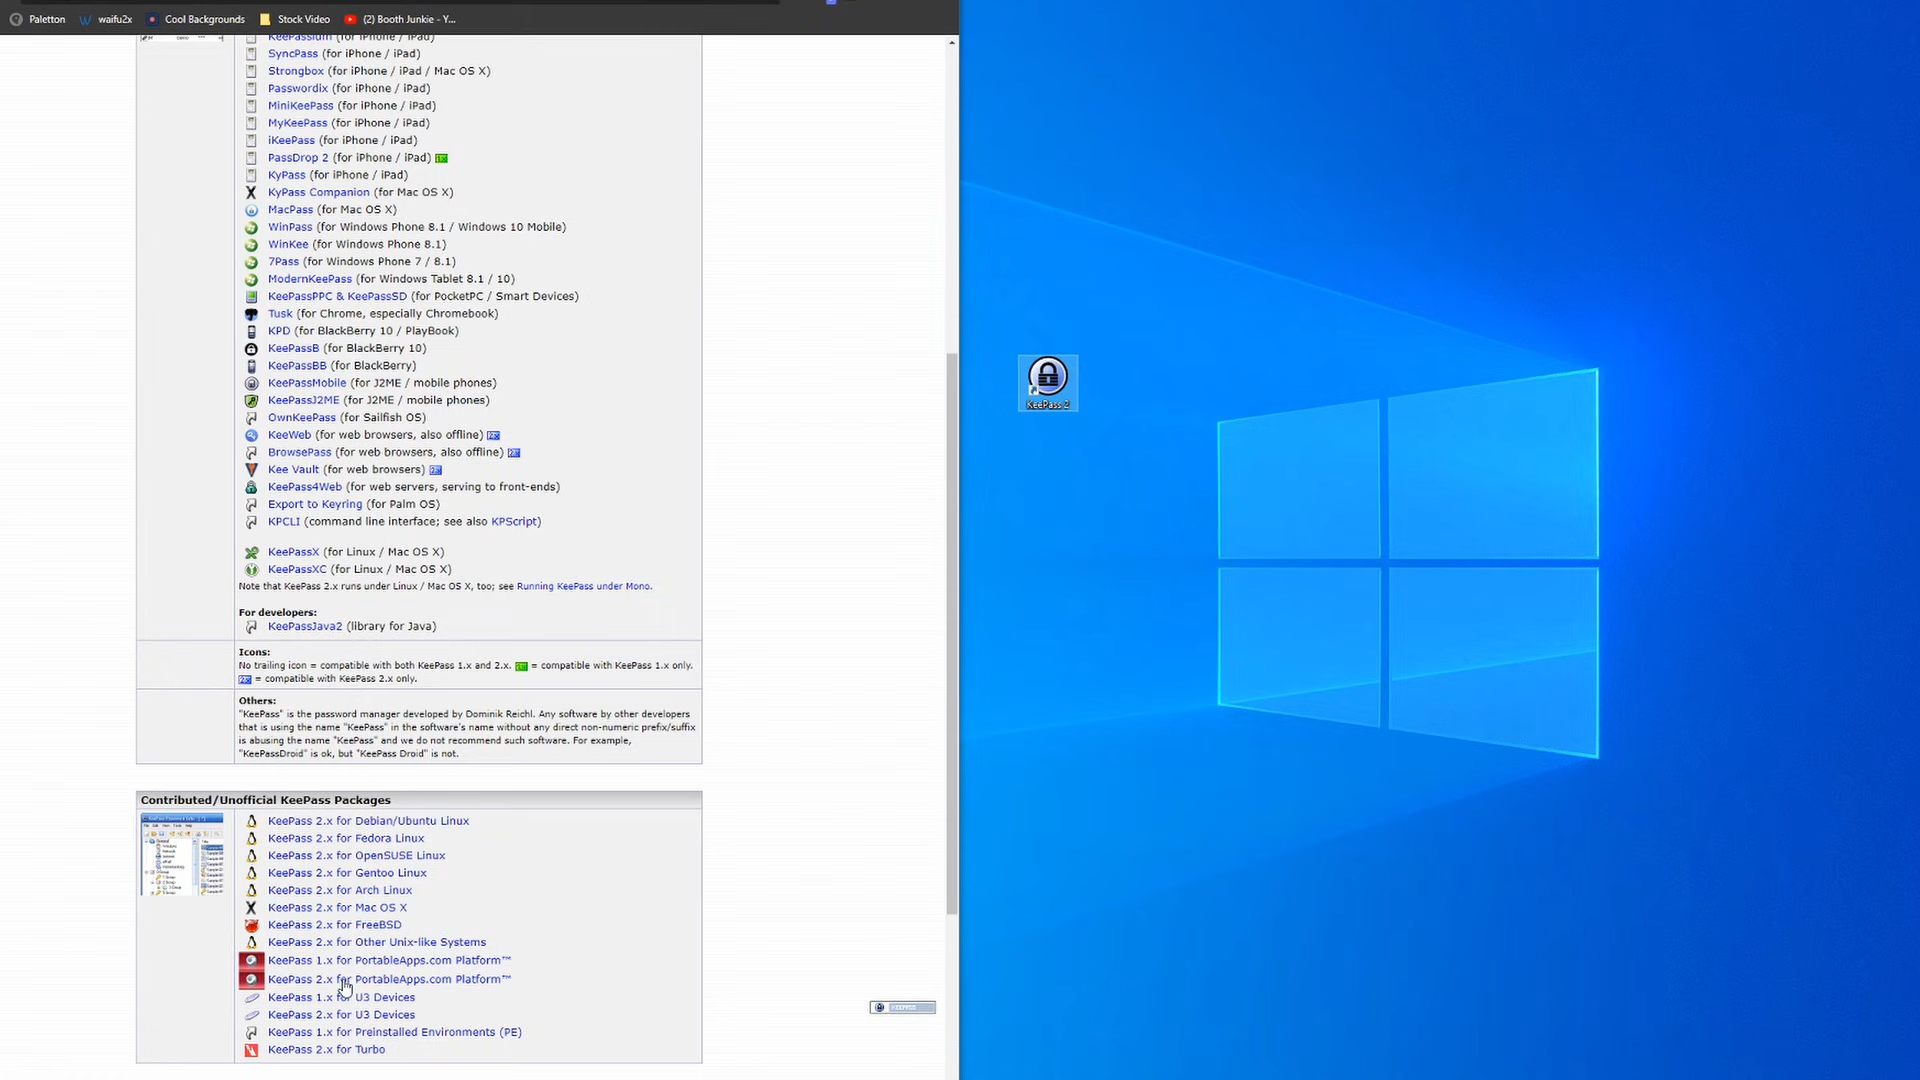 Paletton
waifu2x
Cool Backgrounds
Stock Video
(2) Booth Junkie - Y...
KeePassium (for iPhone / iPad)
SyncPass (for iPhone / iPad)
Strongbox (for iPhone / iPad / Mac OS X)
Passwordix (for iPhone / iPad)
MiniKeePass (for iPhone / iPad)
MyKeePass (for iPhone / iPad)
iKeePass (for iPhone / iPad)
PassDrop 2 (for iPhone / iPad)
KyPass (for iPhone / iPad)
KyPass Companion (for Mac OS X)
MacPass (for Mac OS X)
WinPass (for Windows Phone 8.1 / Windows 10 Mobile)
WinKee (for Windows Phone 8.1)
7Pass (for Windows Phone 7 / 8.1)
ModernKeePass (for Windows Tablet 8.1 / 10)
KeePassPPC & KeePassSD (for PocketPC / Smart Devices)
Tusk (for Chrome, especially Chromebook)
KPD (for BlackBerry 10 / PlayBook)
KeePassB (for BlackBerry 10)
KeePassBB (for BlackBerry)
KeePassMobile (for J2ME / mobile phones)
KeePassJ2ME (for J2ME / mobile phones)
OwnKeePass (for Sailfish OS)
KeeWeb (for web browsers, also offline)
BrowsePass (for web browsers, also offline)
Kee Vault (for web browsers)
KeePass4Web (for web servers, serving to front-ends)
Export to Keyring (for Palm OS)
KPCLI (command line interface; see also KPScript)
KeePassX (for Linux / Mac OS X)
KeePassXC (for Linux / Mac OS X)
Note that KeePass 2.x runs under Linux / Mac OS X, too; see Running KeePass under Mono.
For developers:
KeePassJava2 (library for Java)
Icons:
No trailing icon = compatible with both KeePass 1.x and 2.x. = compatible with KeePass 1.x only.
= compatible with KeePass 2.x only.
Others:
"KeePass" is the password manager developed by Dominik Reichl. Any software by other developers
that is using the name "KeePass" in the software's name without any direct non-numeric prefix/suffix
is abusing the name "KeePass" and we do not recommend such software. For example,
"KeePassDroid" is ok, but "KeePass Droid" is not.
Contributed/Unofficial KeePass Packages
KeePass 2.x for Debian/Ubuntu Linux
KeePass 2.x for Fedora Linux
KeePass 2.x for OpenSUSE Linux
KeePass 2.x for Gentoo Linux
KeePass 2.x for Arch Linux
KeePass 2.x for Mac OS X
KeePass 2.x for FreeBSD
KeePass 2.x for Other Unix-like Systems
KeePass 1.x for PortableApps.com Platform™
KeePass 2.x for PortableApps.com Platform™
KeePass 1.x for U3 Devices
KeePass 2.x for U3 Devices
KeePass 1.x for Preinstalled Environments (PE)
KeePass 2.x for Turbo
KeePass 2